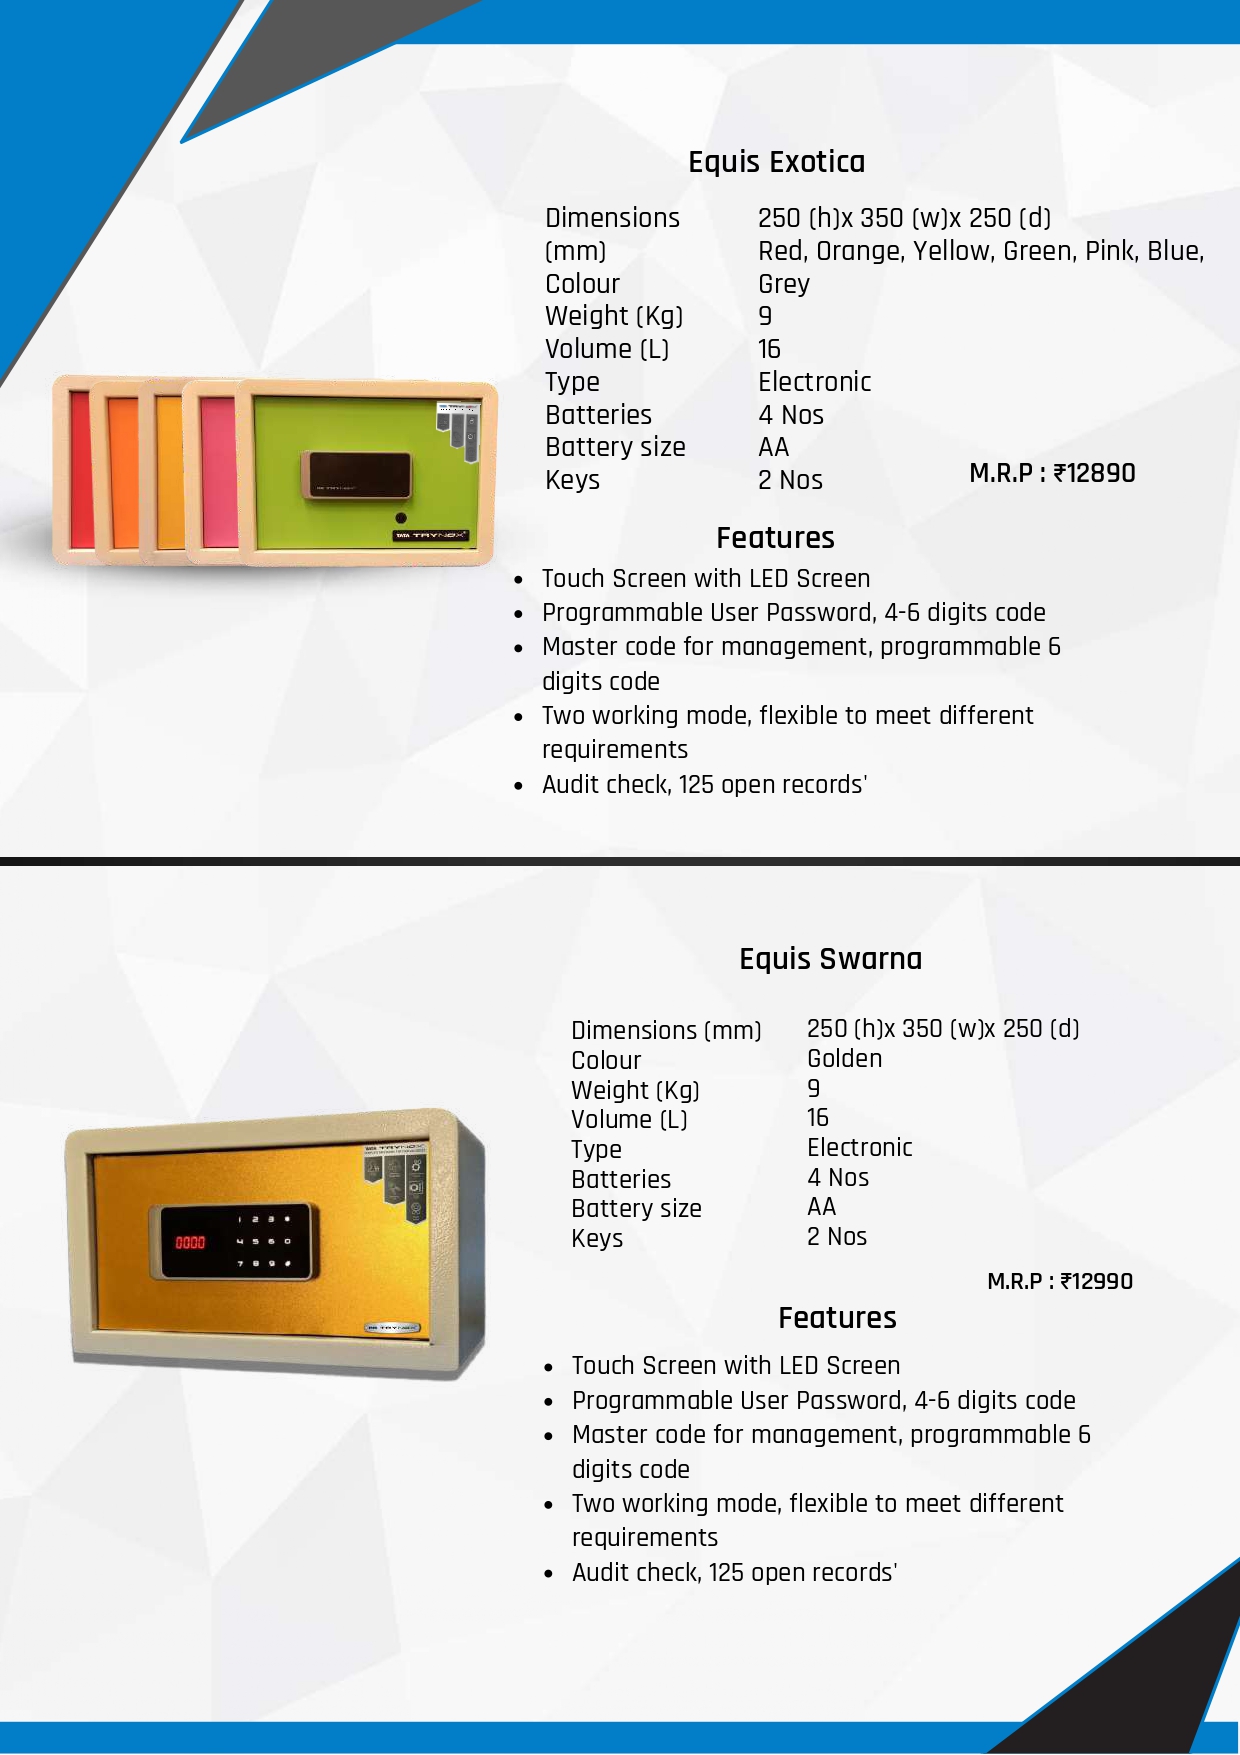 Equis Exotica
Dimensions 250 (h)x 350 (w)x 250 (d)
(mm) Red, Orange, Yellow, Green, Pink, Blue,
Colour Grey
Weight (Kg) 9
Volume (L) 16
Type Electronic
Batteries 4 Nos
Battery size AA
Keys 2 Nos
M.R.P : ₹12890
TATA TRYNOX
Features
• Touch Screen with LED Screen
• Programmable User Password, 4-6 digits code
• Master code for management, programmable 6
digits code
• Two working mode, flexible to meet different
requirements
• Audit check, 125 open records'
Equis Swarna
Dimensions (mm) 250 (h)x 350 (w)x 250 (d)
Colour Golden
Weight (Kg) 9
Volume (L) 16
Type Electronic
Batteries 4 Nos
Battery size AA
Keys 2 Nos
M.R.P : ₹12990
TATA TRYNOX
1 2 3 *
0000 4 5 6 0
7 8 9 #
TRYNOX
Features
• Touch Screen with LED Screen
• Programmable User Password, 4-6 digits code
• Master code for management, programmable 6
digits code
• Two working mode, flexible to meet different
requirements
• Audit check, 125 open records'